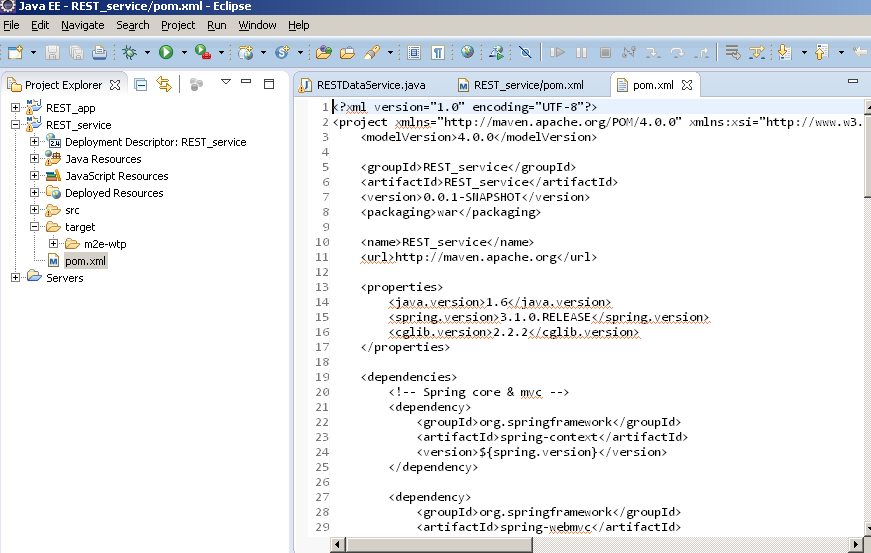 Java EE - REST_service/pom.xml - Eclipse
File Edit Navigate Search Project Run Window Help
Project Explorer
REST_app
REST_service
Deployment Descriptor: REST_service
Java Resources
JavaScript Resources
Deployed Resources
src
target
m2e-wtp
pom.xml
Servers
RESTDataService.java REST_service/pom.xml pom.xml
1 <?xml version="1.0" encoding="UTF-8"?>
2 <project xmlns="http://maven.apache.org/POM/4.0.0" xmlns:xsi="http://www.w3.
3 <modelVersion>4.0.0</modelVersion>
4
5 <groupId>REST_service</groupId>
6 <artifactId>REST_service</artifactId>
7 <version>0.0.1-SNAPSHOT</version>
8 <packaging>war</packaging>
9
10 <name>REST_service</name>
11 <url>http://maven.apache.org</url>
12
13 <properties>
14 <java.version>1.6</java.version>
15 <spring.version>3.1.0.RELEASE</spring.version>
16 <cglib.version>2.2.2</cglib.version>
17 </properties>
18
19 <dependencies>
20 <!-- Spring core & mvc -->
21 <dependency>
22 <groupId>org.springframework</groupId>
23 <artifactId>spring-context</artifactId>
24 <version>${spring.version}</version>
25 </dependency>
26
27 <dependency>
28 <groupId>org.springframework</groupId>
29 <artifactId>spring-webmvc</artifactId>